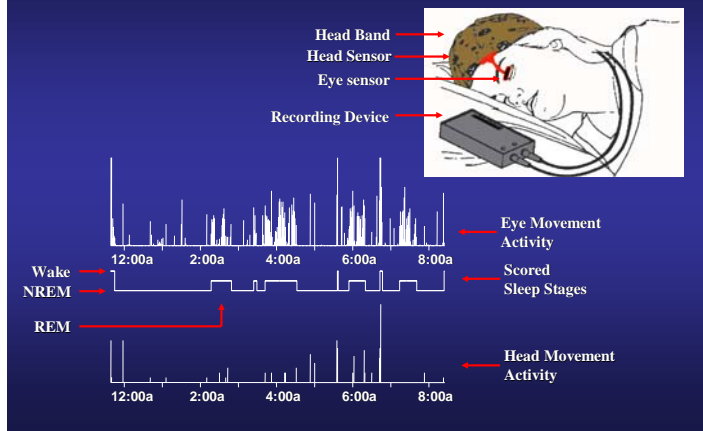 Head Band
Head Sensor
Eye sensor
Recording Device
Eye Movement
Activity
12:00a 2:00a 4:00a 6:00a 8:00a
Wake
NREM
REM
Scored
Sleep Stages
Head Movement
Activity
12:00a 2:00a 4:00a 6:00a 8:00a